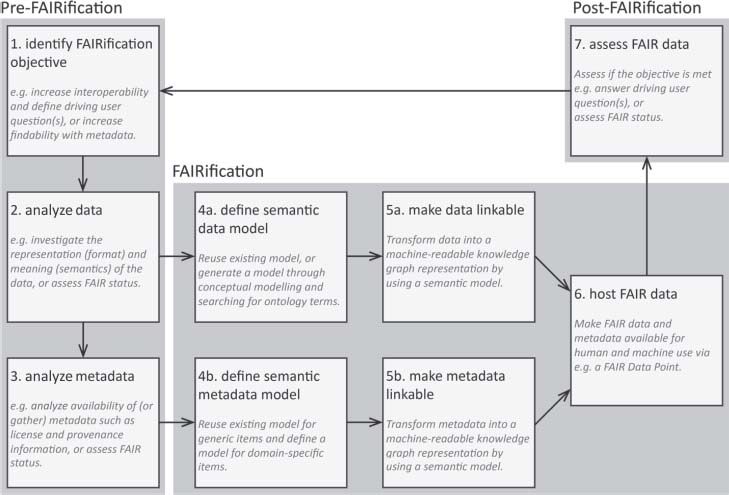 Pre-FAIRification
1. identify FAIRification
objective
e.g. increase interoperability
and define driving user
question(s), or increase
findability with metadata.
2. analyze data
e.g. investigate the
representation (format) and
meaning (semantics) of the
data, or assess FAIR status.
3. analyze metadata
e.g. analyze availability of (or
gather) metadata such as
license and provenance
information, or assess FAIR
status.
FAIRification
4a. define semantic
data model
Reuse existing model, or
generate a model through
conceptual modelling and
searching for ontology terms.
5a. make data linkable
Transform data into a
machine-readable knowledge
graph representation by
using a semantic model.
4b. define semantic
metadata model
Reuse existing model for
generic items and define a
model for domain-specific
items.
5b. make metadata
linkable
Transform metadata into a
machine-readable knowledge
graph representation by
using a semantic model.
6. host FAIR data
Make FAIR data and
metadata available for
human and machine use via
e.g. a FAIR Data Point.
Post-FAIRification
7. assess FAIR data
Assess if the objective is met
e.g. answer driving user
question(s), or
assess FAIR status.